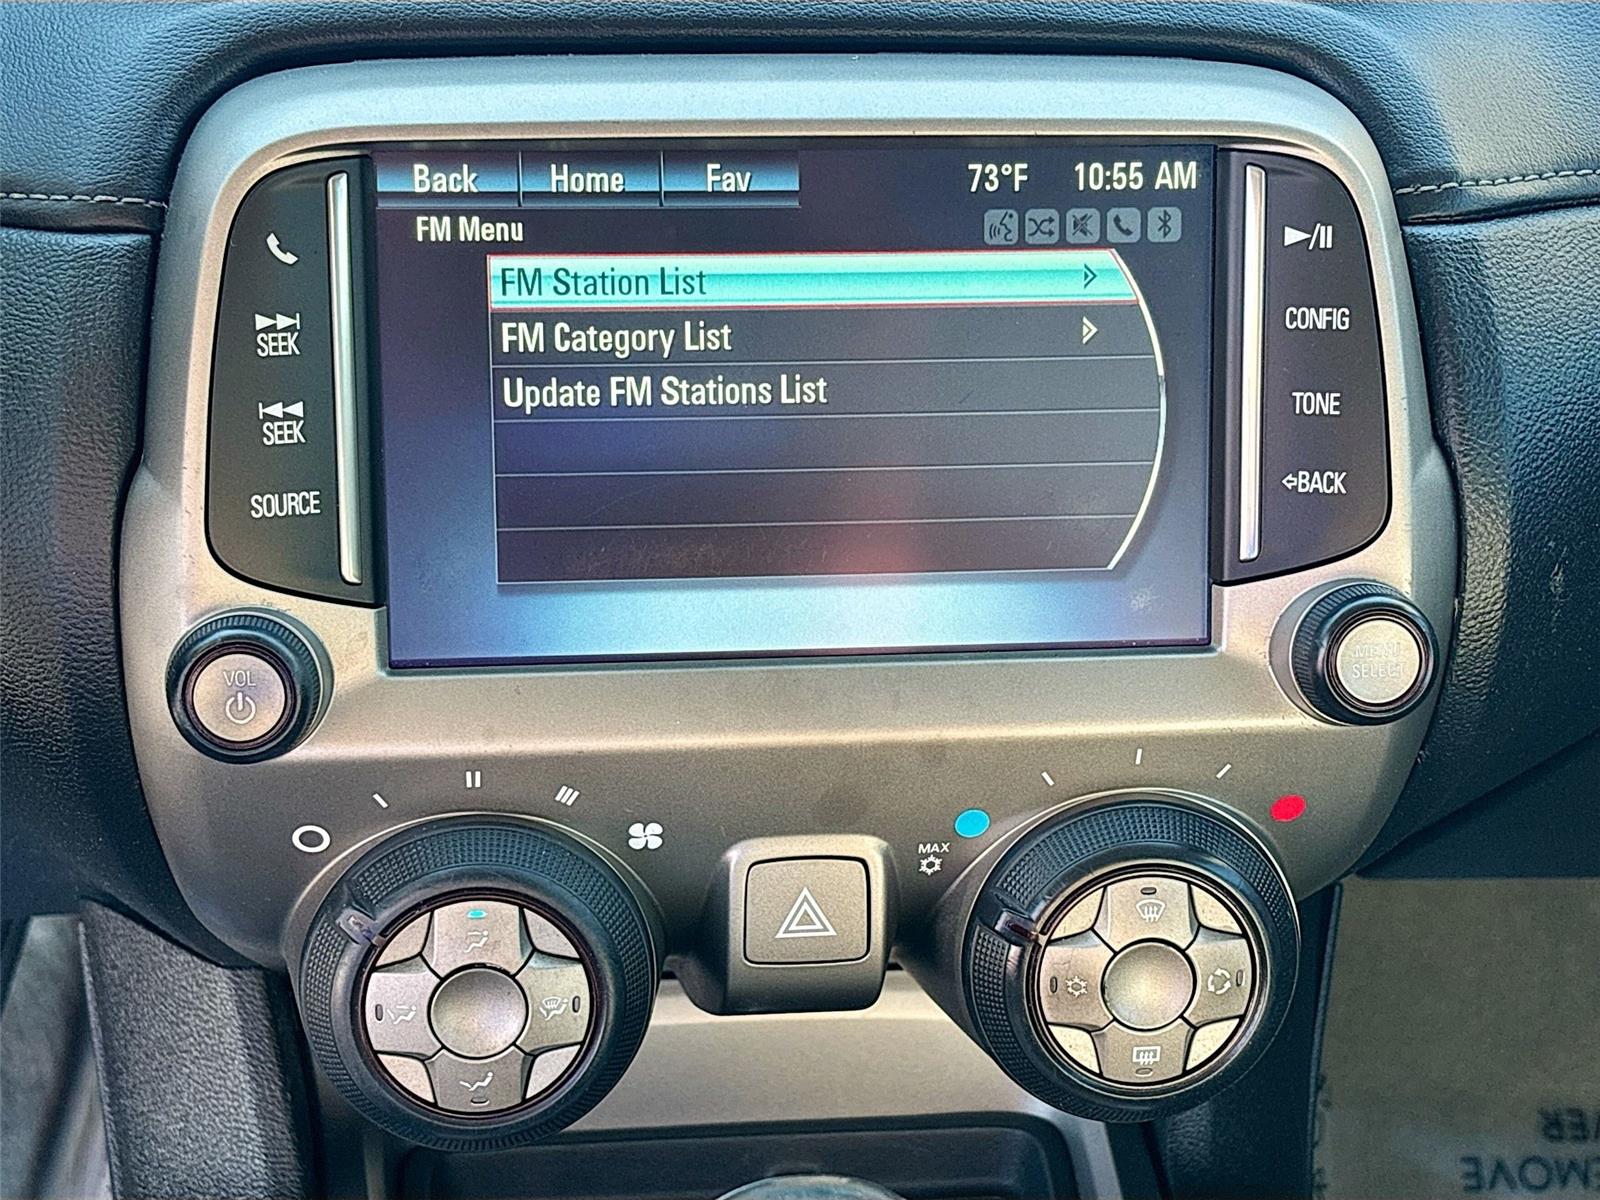 Back Home Fav 73°F 10:55 AM
FM Menu
FM Station List
FM Category List
Update FM Stations List
SEEK
SEEK
SOURCE
CONFIG
TONE
BACK
VOL
MENU
SELECT
MAX
REMOVE